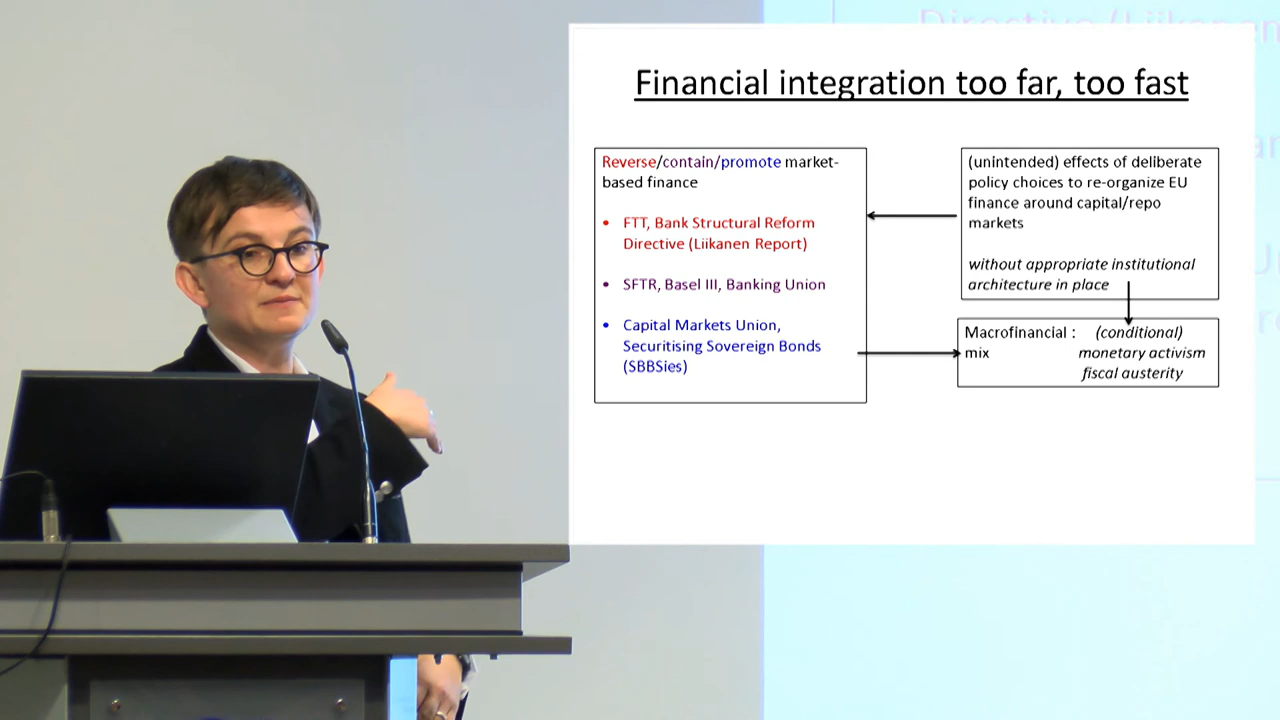 Financial integration too far, too fast
Reverse/contain/promote market-
based finance
• FTT, Bank Structural Reform
Directive (Liikanen Report)
• SFTR, Basel III, Banking Union
• Capital Markets Union,
Securitising Sovereign Bonds
(SBBSies)
(unintended) effects of deliberate
policy choices to re-organize EU
finance around capital/repo
markets
without appropriate institutional
architecture in place
Macrofinancial : (conditional)
mix monetary activism
fiscal austerity
Directive (Liikanem